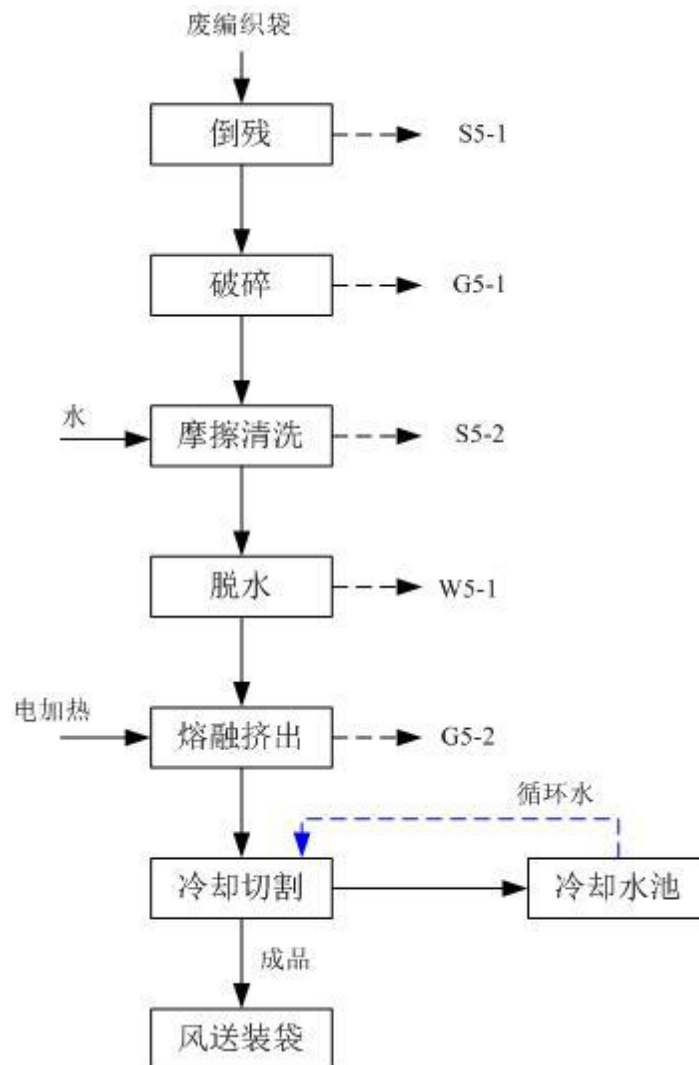 废编织袋
倒残
S5-1
破碎
G5-1
水
摩擦清洗
S5-2
脱水
W5-1
电加热
熔融挤出
G5-2
循环水
冷却切割
冷却水池
成品
风送装袋